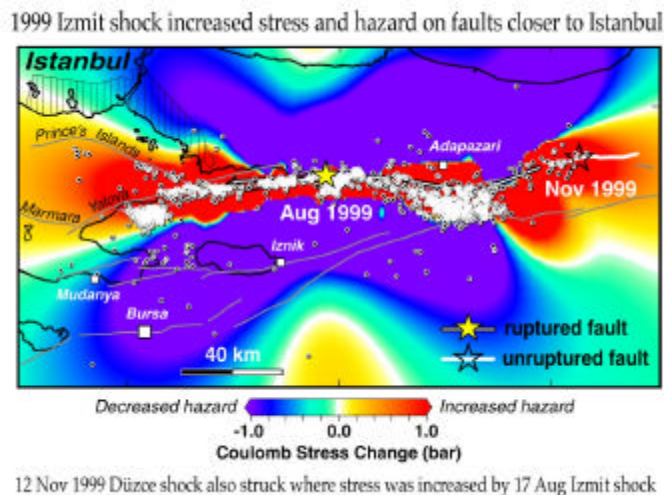 1999 Izmit shock increased stress and hazard on faults closer to Istanbul
Istanbul
Prince's Islands
Adapazari
Yalova
Nov 1999
Marmara
Aug 1999
Iznik
Mudanya
Bursa
ruptured fault
unruptured fault
40 km
Decreased hazard
Increased hazard
-1.0 0.0 1.0
Coulomb Stress Change (bar)
12 Nov 1999 Düzce shock also struck where stress was increased by 17 Aug Izmit shock